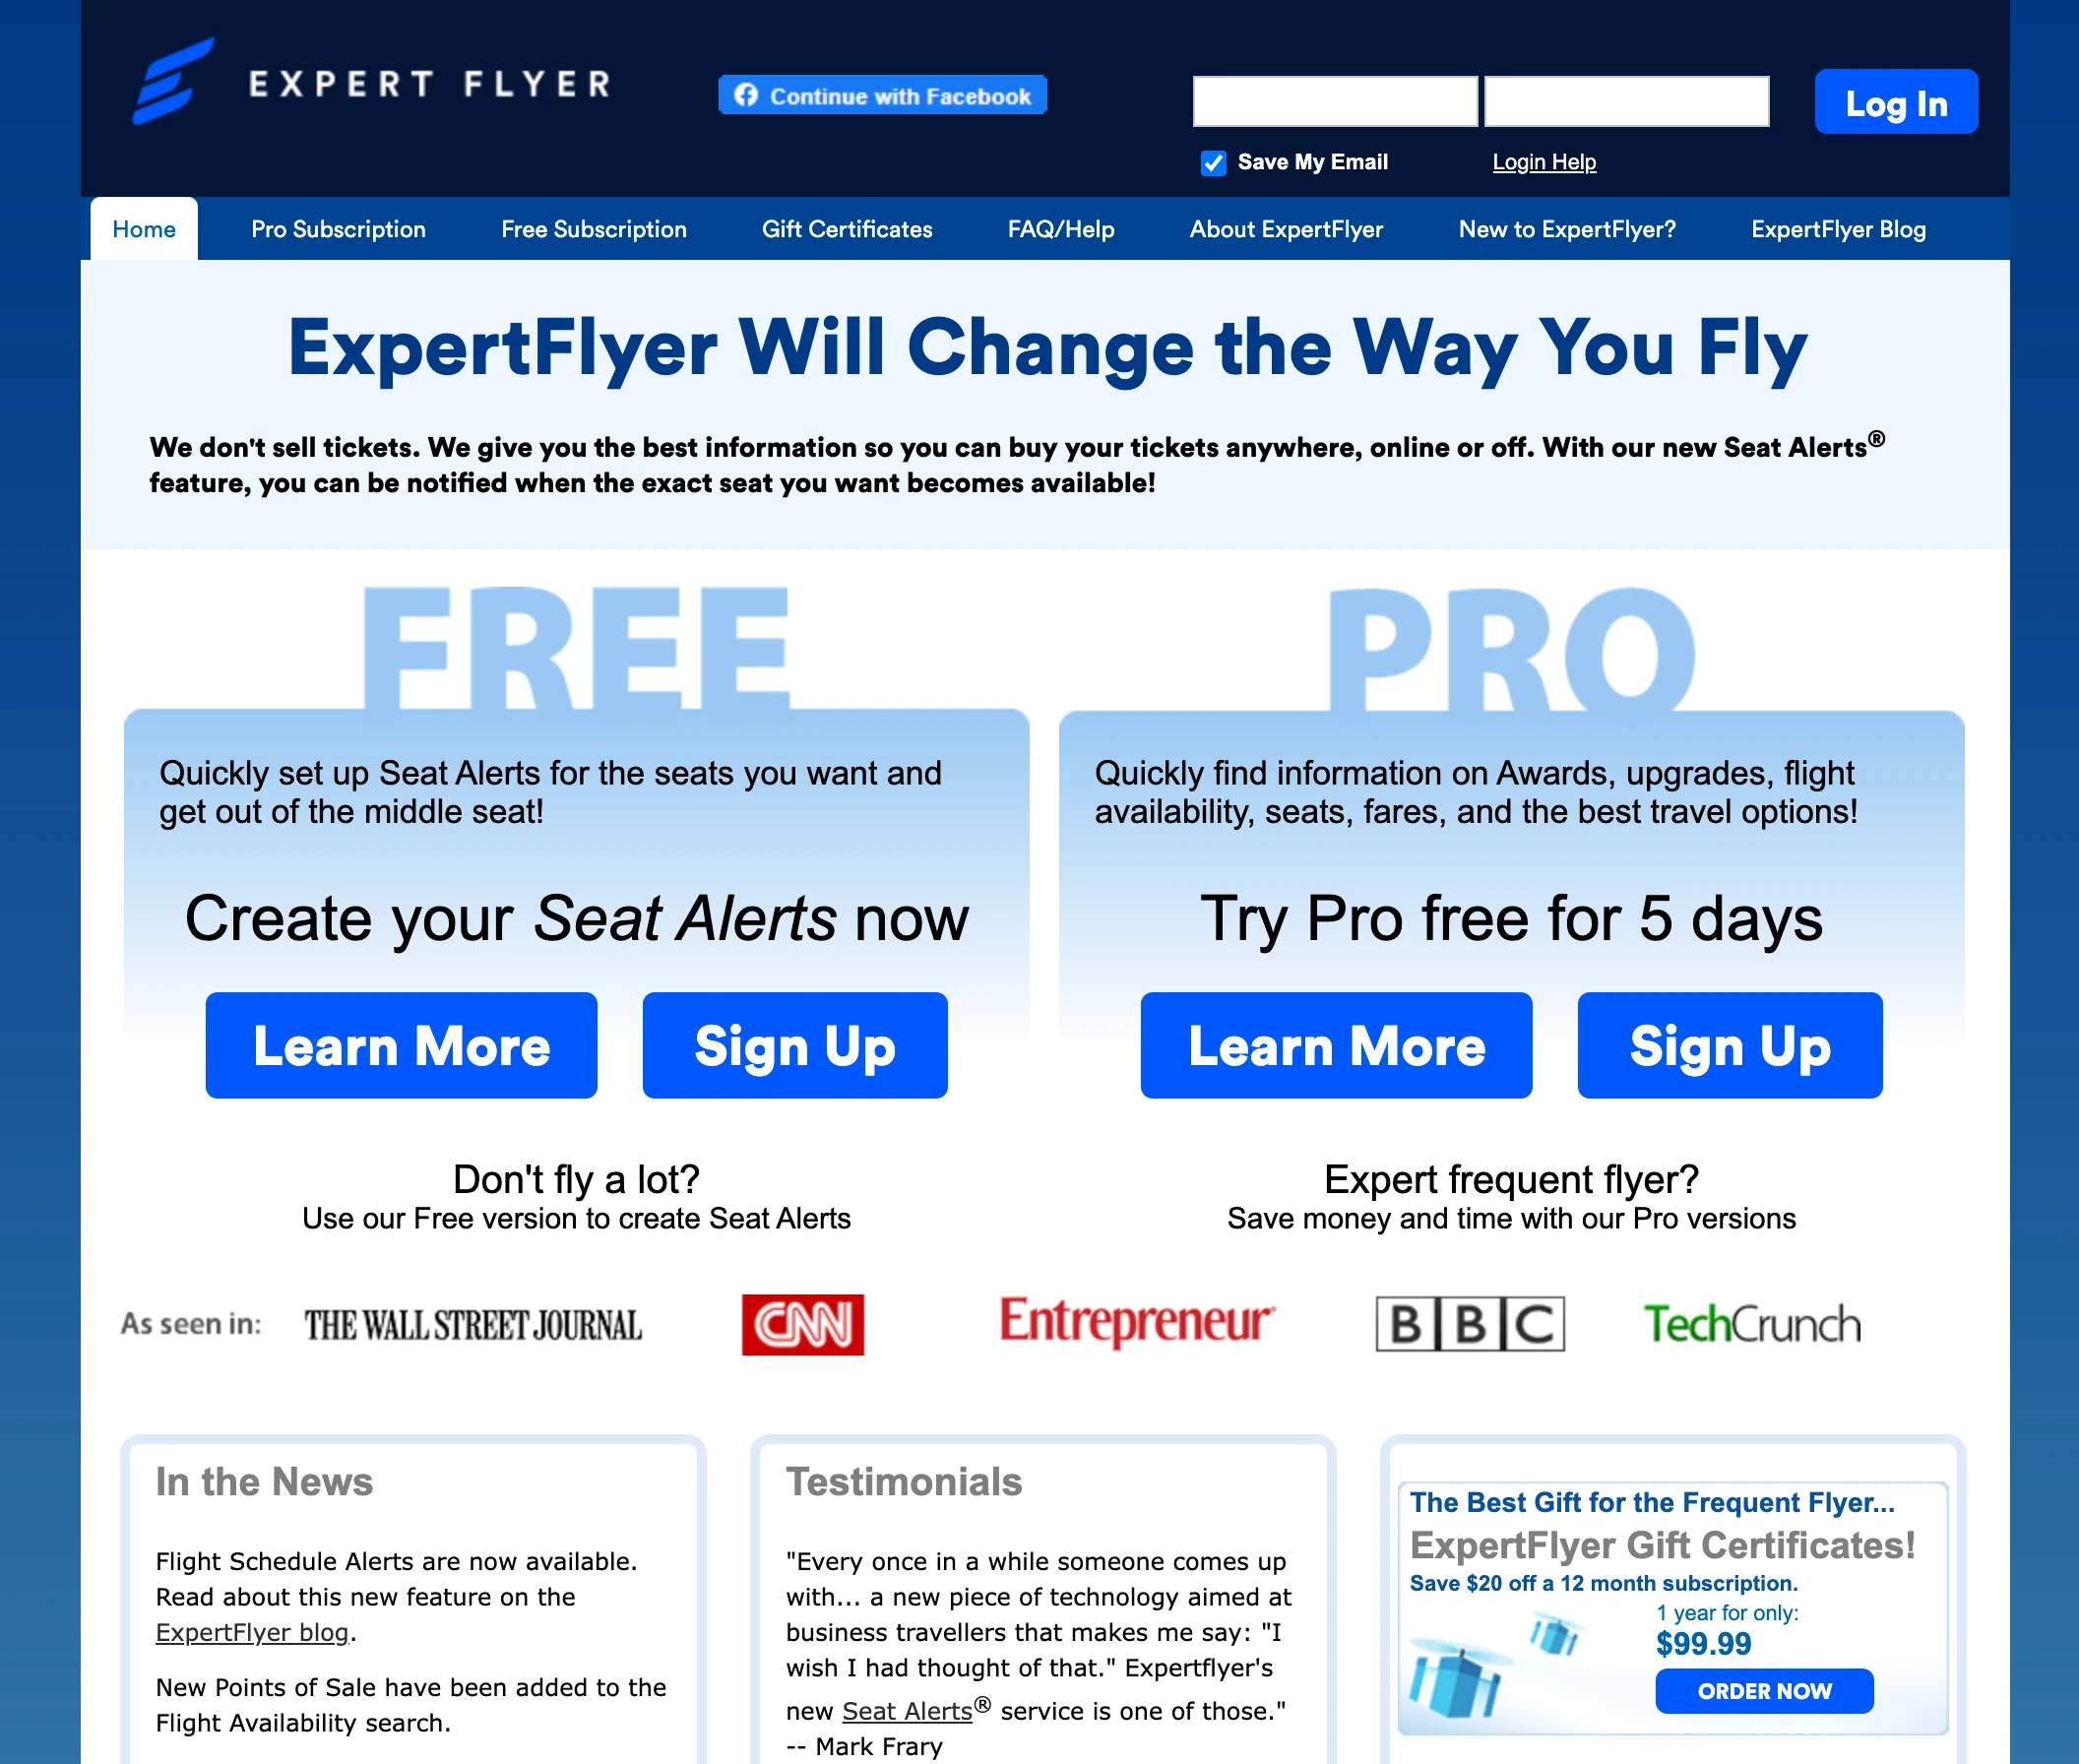 EXPERT FLYER
Continue with Facebook
Log In
Save My Email
Login Help
Home
Pro Subscription
Free Subscription
Gift Certificates
FAQ/Help
About ExpertFlyer
New to ExpertFlyer?
ExpertFlyer Blog
ExpertFlyer Will Change the Way You Fly
We don't sell tickets. We give you the best information so you can buy your tickets anywhere, online or off. With our new Seat Alerts®
feature, you can be notified when the exact seat you want becomes available!
FREE
Quickly set up Seat Alerts for the seats you want and
get out of the middle seat!
Create your Seat Alerts now
Learn More
Sign Up
Don't fly a lot?
Use our Free version to create Seat Alerts
PRO
Quickly find information on Awards, upgrades, flight
availability, seats, fares, and the best travel options!
Try Pro free for 5 days
Learn More
Sign Up
Expert frequent flyer?
Save money and time with our Pro versions
As seen in:
THE WALL STREET JOURNAL
CNN
Entrepreneur
BBC
TechCrunch
In the News
Flight Schedule Alerts are now available.
Read about this new feature on the
ExpertFlyer blog.
New Points of Sale have been added to the
Flight Availability search.
Testimonials
"Every once in a while someone comes up
with... a new piece of technology aimed at
business travellers that makes me say: "I
wish I had thought of that." Expertflyer's
new Seat Alerts® service is one of those."
-- Mark Frary
The Best Gift for the Frequent Flyer...
ExpertFlyer Gift Certificates!
Save $20 off a 12 month subscription.
1 year for only:
$99.99
ORDER NOW